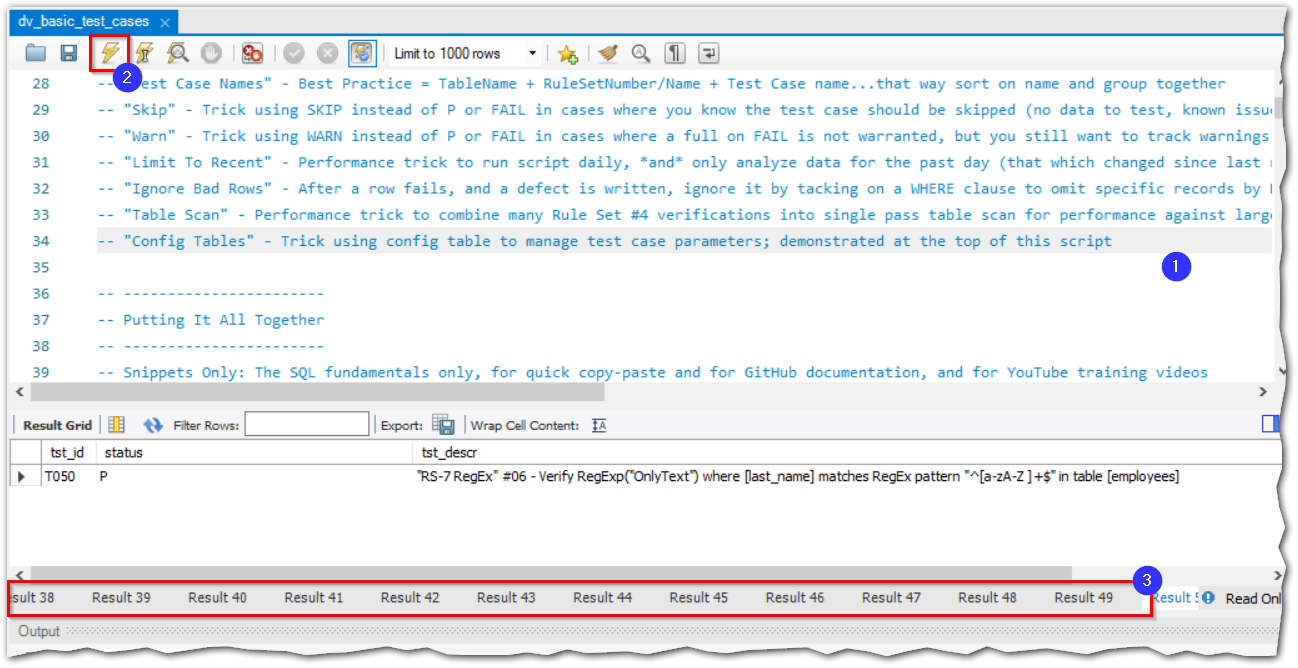 dv_basic_test_cases
Limit to 1000 rows
2
28 -- "Test Case Names" - Best Practice = TableName + RuleSetNumber/Name + Test Case name...that way sort on name and group together
29 -- "Skip" - Trick using SKIP instead of P or FAIL in cases where you know the test case should be skipped (no data to test, known issue
30 -- "Warn" - Trick using WARN instead of P or FAIL in cases where a full on FAIL is not warranted, but you still want to track warnings
31 -- "Limit To Recent" - Performance trick to run script daily, *and* only analyze data for the past day (that which changed since last
32 -- "Ignore Bad Rows" - After a row fails, and a defect is written, ignore it by tacking on a WHERE clause to omit specific records by
33 -- "Table Scan" - Performance trick to combine many Rule Set #4 verifications into single pass table scan for performance against large
34 -- "Config Tables" - Trick using config table to manage test case parameters; demonstrated at the top of this script
1
35
36 -- -----------------------
37 -- Putting It All Together
38 -- -----------------------
39 -- Snippets Only: The SQL fundamentals only, for quick copy-paste and for GitHub documentation, and for YouTube training videos
Result Grid Filter Rows: Export: Wrap Cell Content:
tst_id status tst_descr
T050 P "RS-7 RegEx" #06 - Verify RegExp("OnlyText") where [last_name] matches RegEx pattern "^[a-zA-Z ]+$" in table [employees]
3
esult 38 Result 39 Result 40 Result 41 Result 42 Result 43 Result 44 Result 45 Result 46 Result 47 Result 48 Result 49 Result 5 Read Onl
Output